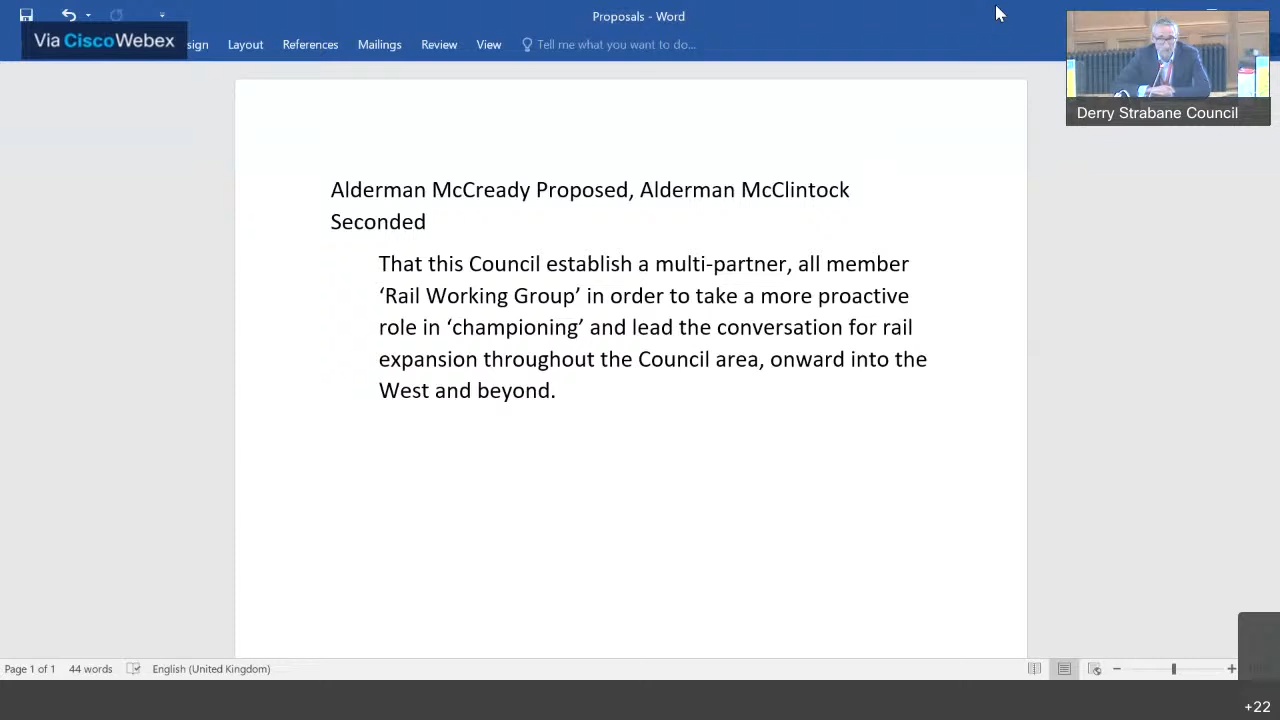 Proposals - Word
Via Cisco Webex
sign Layout References Mailings Review View Tell me what you want to do...
Derry Strabane Council
Alderman McCready Proposed, Alderman McClintock
Seconded
That this Council establish a multi-partner, all member
‘Rail Working Group’ in order to take a more proactive
role in ‘championing’ and lead the conversation for rail
expansion throughout the Council area, onward into the
West and beyond.
Page 1 of 1 44 words English (United Kingdom)
+22